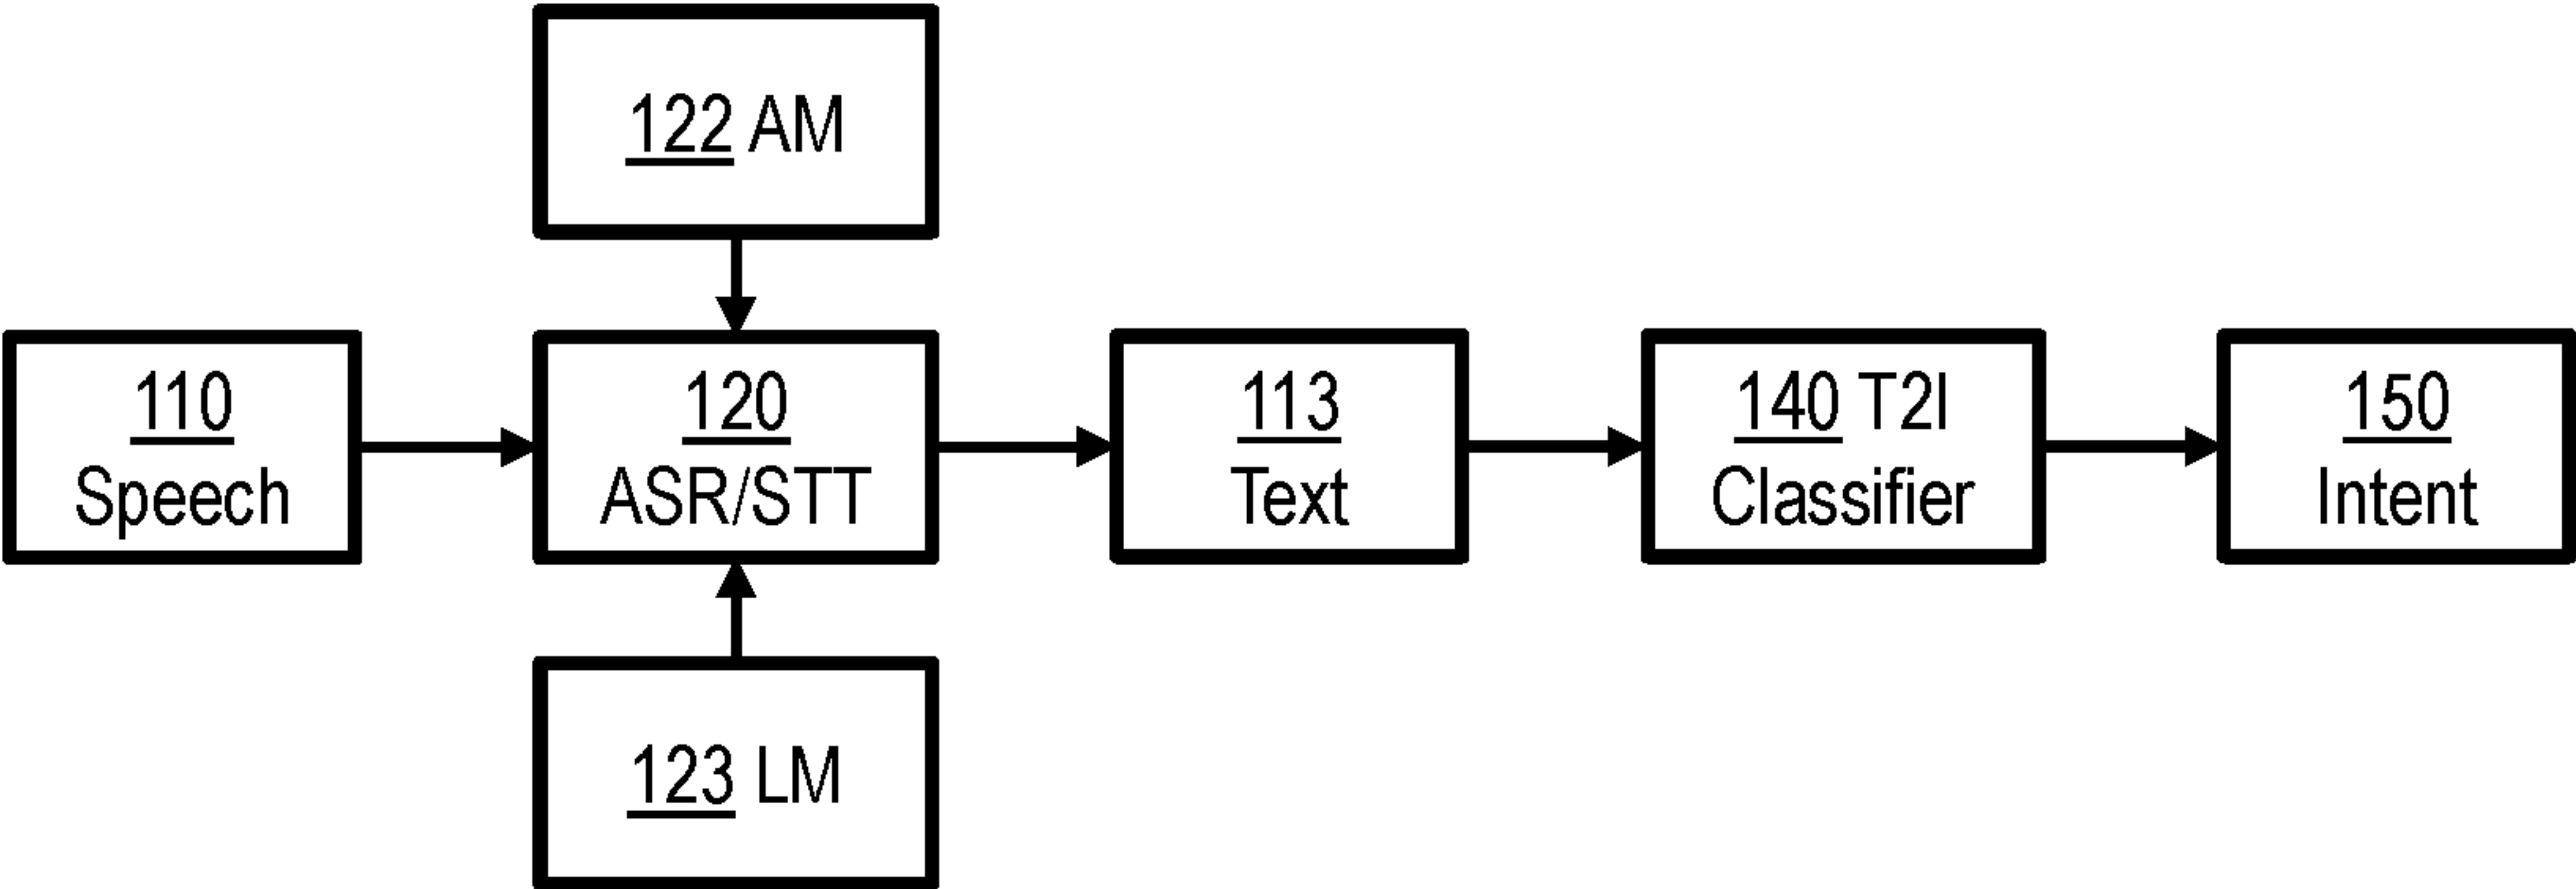 122 AM
110
Speech
120
ASR/STT
113
Text
140 T2I
Classifier
150
Intent
123 LM